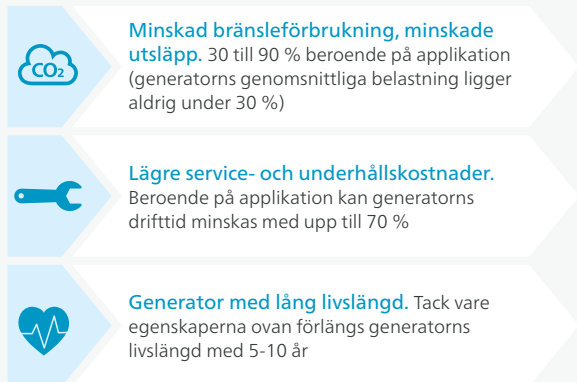 CO₂
Minskad bränsleförbrukning, minskade
utsläpp. 30 till 90 % beroende på applikation
(generatorns genomsnittliga belastning ligger
aldrig under 30 %)
Lägre service- och underhållskostnader.
Beroende på applikation kan generatorns
drifttid minskas med upp till 70 %
Generator med lång livslängd. Tack vare
egenskaperna ovan förlängs generatorns
livslängd med 5-10 år